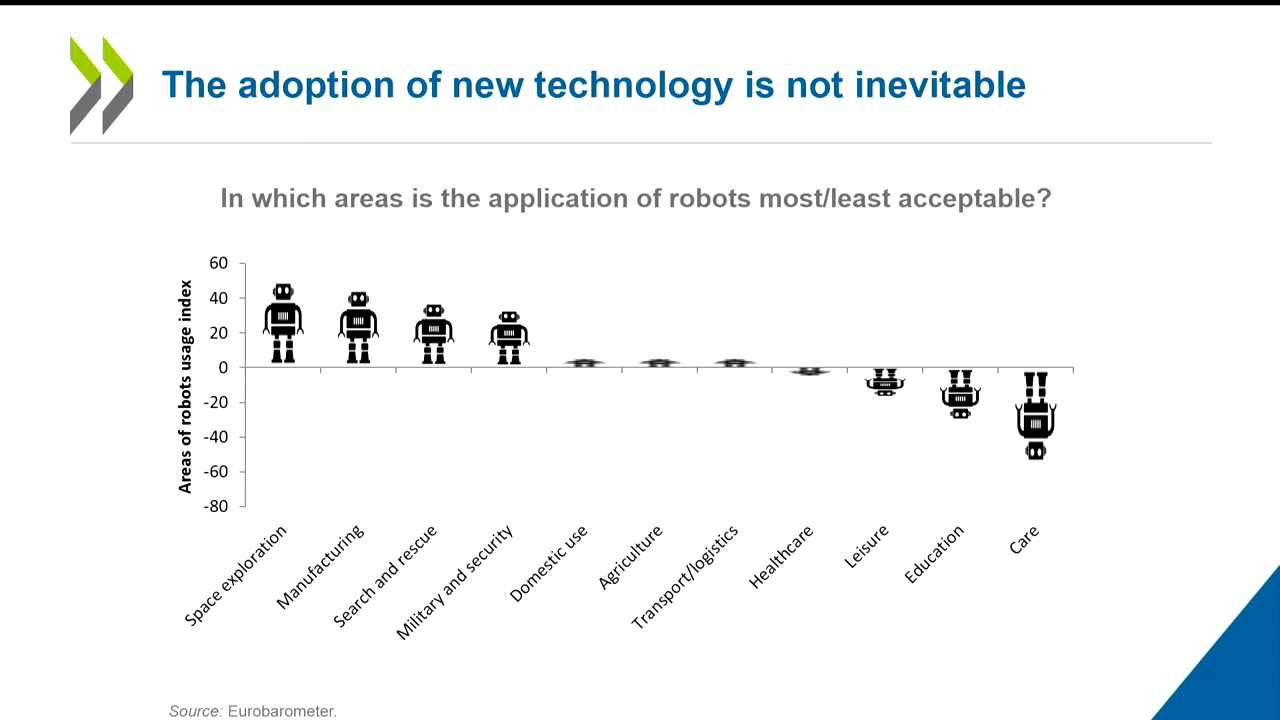 The adoption of new technology is not inevitable
In which areas is the application of robots most/least acceptable?
Areas of robots usage index
60
40
20
0
-20
-40
-60
-80
Space exploration
Manufacturing
Search and rescue
Military and security
Domestic use
Agriculture
Transport/logistics
Healthcare
Leisure
Education
Care
Source: Eurobarometer.